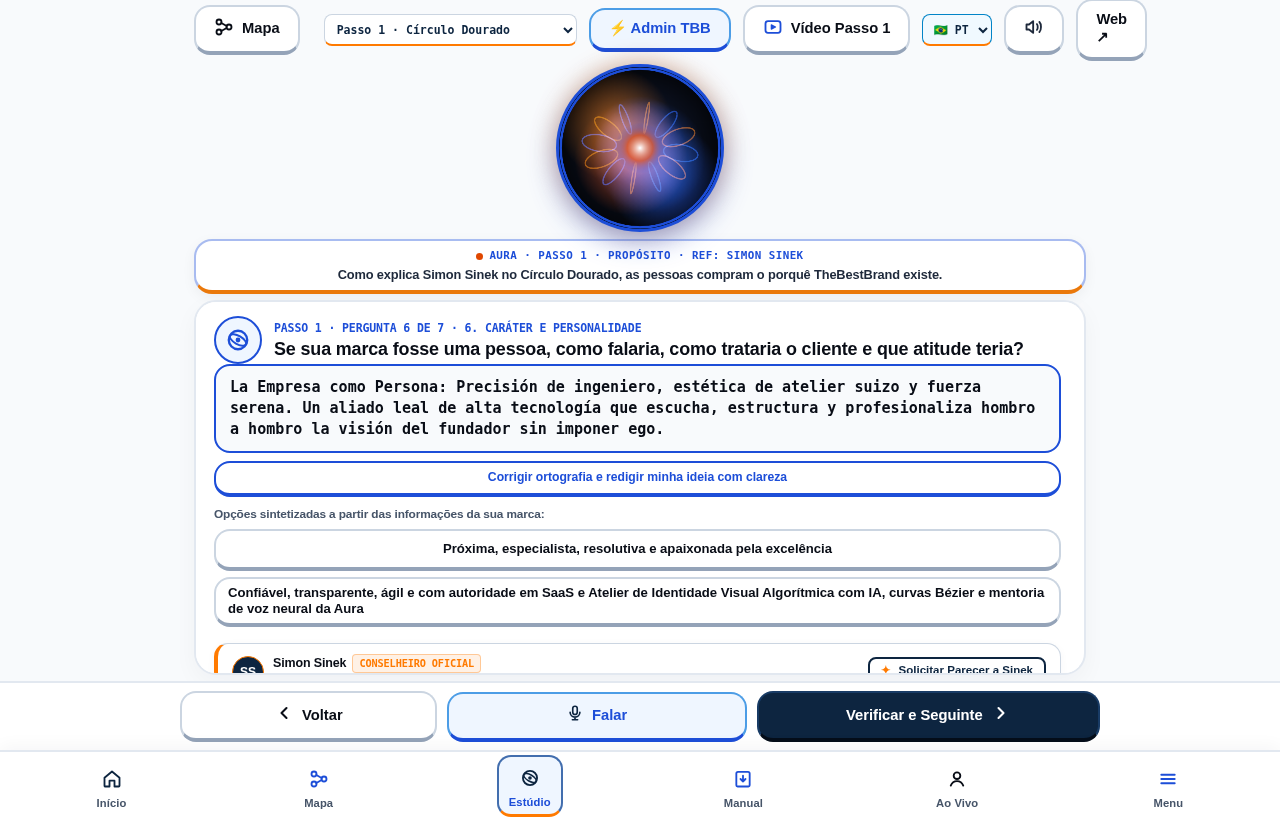 Mapa
Passo 1 · Círculo Dourado
⚡ Admin TBB
Vídeo Passo 1
🇧🇷 PT
Web
↗
AURA · PASSO 1 · PROPÓSITO · REF: SIMON SINEK
Como explica Simon Sinek no Círculo Dourado, as pessoas compram o porquê TheBestBrand existe.
PASSO 1 · PERGUNTA 6 DE 7 · 6. CARÁTER E PERSONALIDADE
Se sua marca fosse uma pessoa, como falaria, como trataria o cliente e que atitude teria?
La Empresa como Persona: Precisión de ingeniero, estética de atelier suizo y fuerza
serena. Un aliado leal de alta tecnología que escucha, estructura y profesionaliza hombro
a hombro la visión del fundador sin imponer ego.
Corrigir ortografia e redigir minha ideia com clareza
Opções sintetizadas a partir das informações da sua marca:
Próxima, especialista, resolutiva e apaixonada pela excelência
Confiável, transparente, ágil e com autoridade em SaaS e Atelier de Identidade Visual Algorítmica com IA, curvas Bézier e mentoria
de voz neural da Aura
SS
Simon Sinek
CONSELHEIRO OFICIAL
✦ Solicitar Parecer a Sinek
Voltar
Falar
Verificar e Seguinte
Início
Mapa
Estúdio
Manual
Ao Vivo
Menu